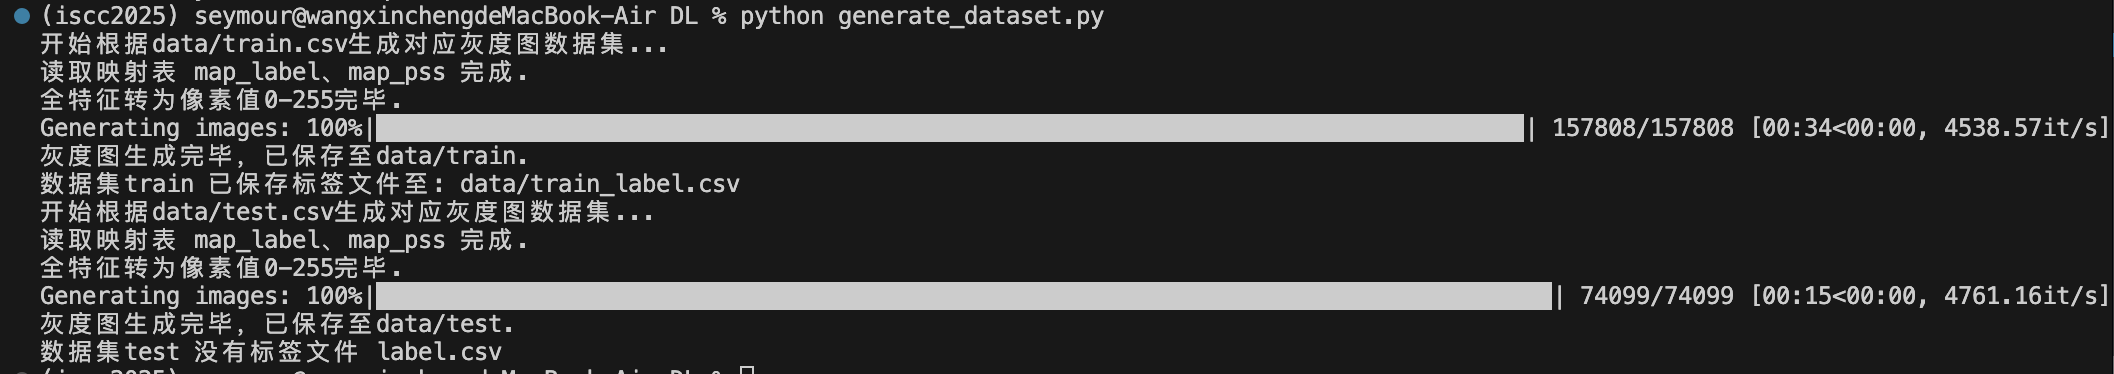 (iscc2025) seymour@wangxinchengdeMacBook-Air DL % python generate_dataset.py
开始根据data/train.csv生成对应灰度图数据集...
读取映射表 map_label、map_pss 完成.
全特征转为像素值0-255完毕.
Generating images: 100%|██████████| 157808/157808 [00:34<00:00, 4538.57it/s]
灰度图生成完毕，已保存至data/train.
数据集train 已保存标签文件至: data/train_label.csv
开始根据data/test.csv生成对应灰度图数据集...
读取映射表 map_label、map_pss 完成.
全特征转为像素值0-255完毕.
Generating images: 100%|██████████| 74099/74099 [00:15<00:00, 4761.16it/s]
灰度图生成完毕，已保存至data/test.
数据集test 没有标签文件 label.csv